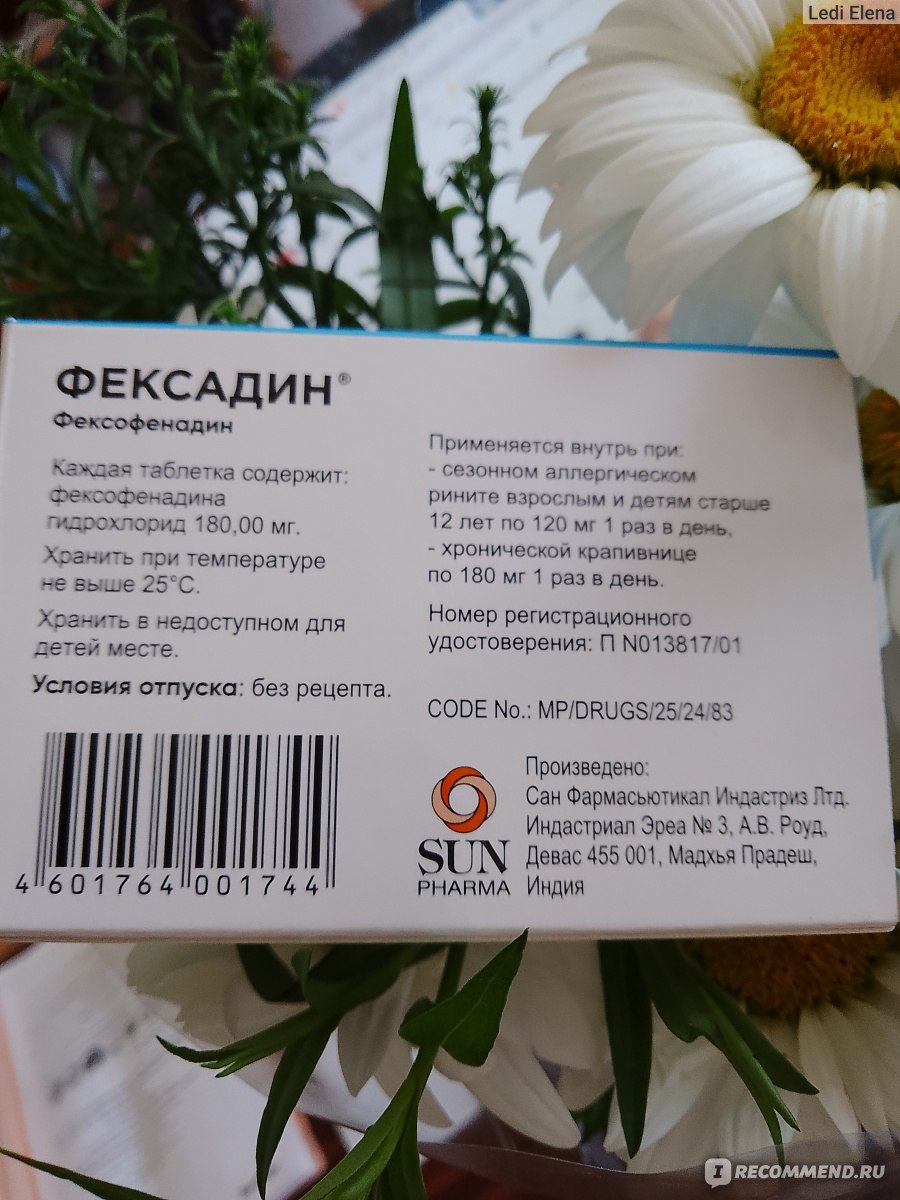 Ledi Elena
ФЕКСАДИН®
Фексофенадин
Каждая таблетка содержит:
фексофенадина
гидрохлорид 180,00 мг.
Хранить при температуре
не выше 25°С.
Хранить в недоступном для
детей месте.
Условия отпуска: без рецепта.
4 601764 001744
Применяется внутрь при:
- сезонном аллергическом
рините взрослым и детям старше
12 лет по 120 мг 1 раз в день,
- хронической крапивнице
по 180 мг 1 раз в день.
Номер регистрационного
удостоверения: П N013817/01
CODE No.: MP/DRUGS/25/24/83
SUN
PHARMA
Произведено:
Сан Фармасьютикал Индастриз Лтд.
Индастриал Эреа № 3, А.В. Роуд,
Девас 455 001, Мадхья Прадеш,
Индия
IRECOMMEND.RU